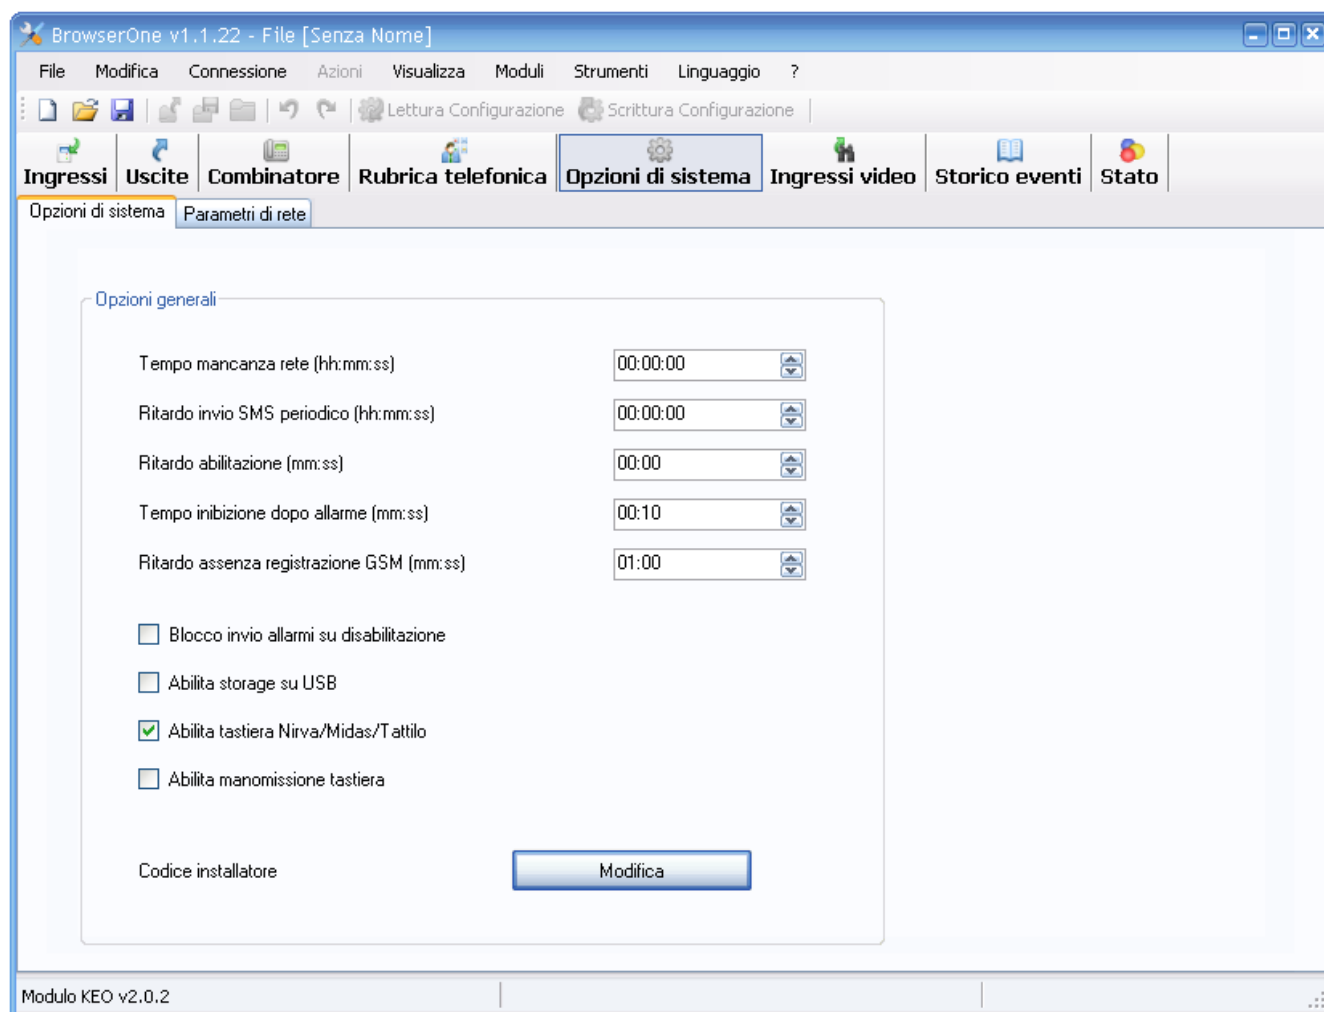 BrowserOne v1.1.22 - File [Senza Nome]
File Modifica Connessione Azioni Visualizza Moduli Strumenti Linguaggio ?
Lettura Configurazione Scrittura Configurazione
Ingressi Uscite Combinatore Rubrica telefonica Opzioni di sistema Ingressi video Storico eventi Stato
Opzioni di sistema Parametri di rete
Opzioni generali
Tempo mancanza rete (hh:mm:ss) 00:00:00
Ritardo invio SMS periodico (hh:mm:ss) 00:00:00
Ritardo abilitazione (mm:ss) 00:00
Tempo inibizione dopo allarme (mm:ss) 00:10
Ritardo assenza registrazione GSM (mm:ss) 01:00
Blocco invio allarmi su disabilitazione
Abilita storage su USB
Abilita tastiera Nirva/Midas/Tattilo
Abilita manomissione tastiera
Codice installatore Modifica
Modulo KEO v2.0.2